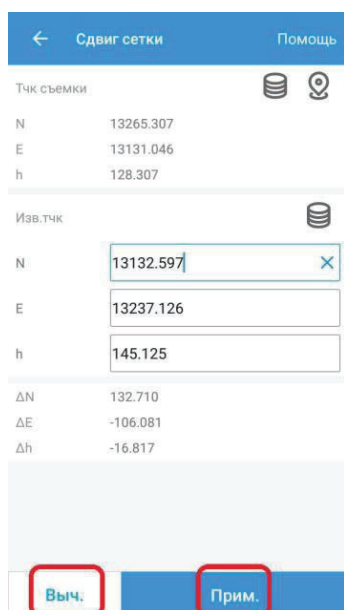 Сдвиг сетки Помощь
Тчк съемки
N 13265.307
E 13131.046
h 128.307
Изв.тчк
N 13132.597
E 13237.126
h 145.125
ΔN 132.710
ΔE -106.081
Δh -16.817
Выч. Прим.